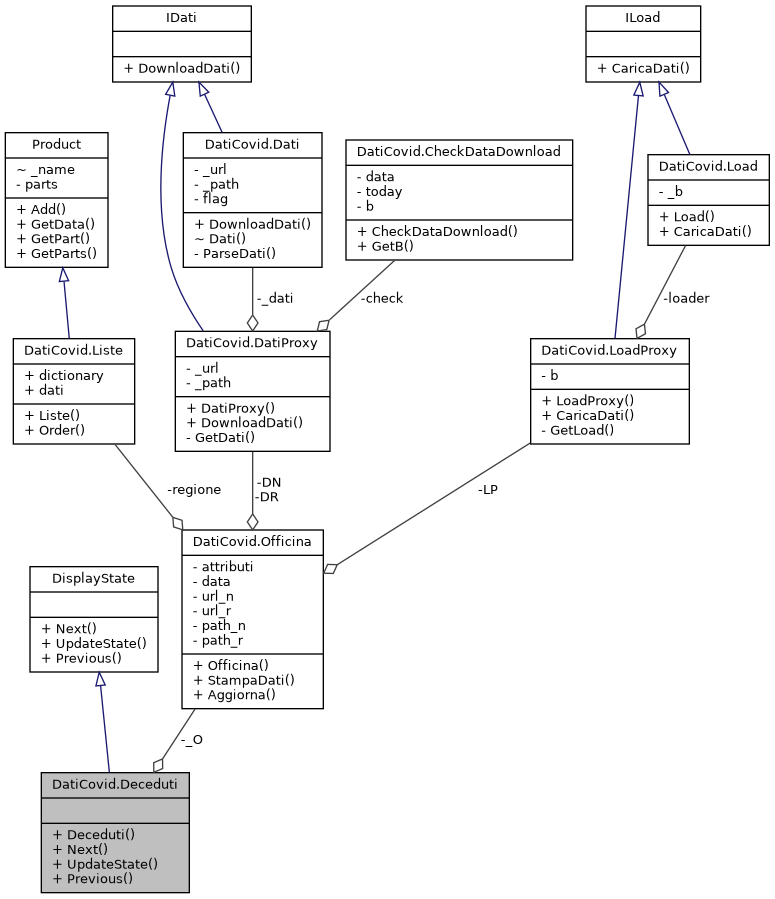 IDati
+ DownloadDati()
ILoad
+ CaricaDati()
Product
~ _name
- parts
+ Add()
+ GetData()
+ GetPart()
+ GetParts()
DatiCovid.Dati
- _url
- _path
- flag
+ DownloadDati()
~ Dati()
- ParseDati()
DatiCovid.CheckDataDownload
- data
- today
- b
+ CheckDataDownload()
+ GetB()
DatiCovid.Load
- _b
+ Load()
+ CaricaDati()
-_dati
-check
-loader
DatiCovid.Liste
+ dictionary
+ dati
+ Liste()
+ Order()
DatiCovid.DatiProxy
- _url
- _path
+ DatiProxy()
+ DownloadDati()
- GetDati()
DatiCovid.LoadProxy
- b
+ LoadProxy()
+ CaricaDati()
- GetLoad()
-regione
-DN
-DR
-LP
DatiCovid.Officina
- attributi
- data
- url_n
- url_r
- path_n
- path_r
+ Officina()
+ StampaDati()
+ Aggiorna()
DisplayState
+ Next()
+ UpdateState()
+ Previous()
-_O
DatiCovid.Deceduti
+ Deceduti()
+ Next()
+ UpdateState()
+ Previous()